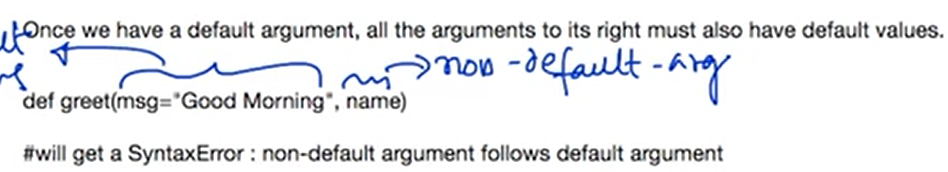 Once we have a default argument, all the arguments to its right must also have default values.
non-default-arg
def greet(msg="Good Morning", name)
#will get a SyntaxError : non-default argument follows default argument